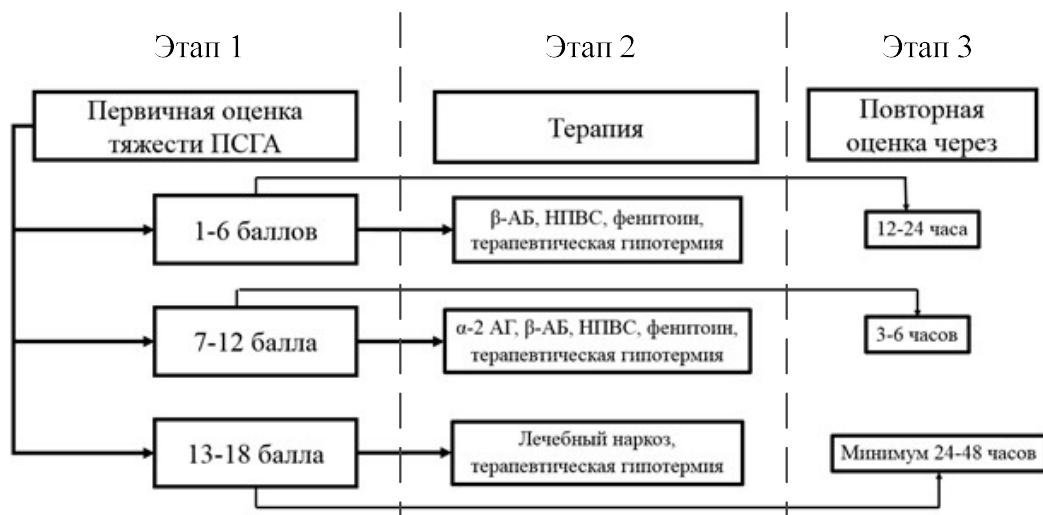 Этап 1
Этап 2
Этап 3
Первичная оценка
тяжести ПСГА
Терапия
Повторная
оценка через
1-6 баллов
β-АБ, НПВС, фенитоин,
терапевтическая гипотермия
12-24 часа
7-12 балла
α-2 АГ, β-АБ, НПВС, фенитоин,
терапевтическая гипотермия
3-6 часов
13-18 балла
Лечебный наркоз,
терапевтическая гипотермия
Минимум 24-48 часов